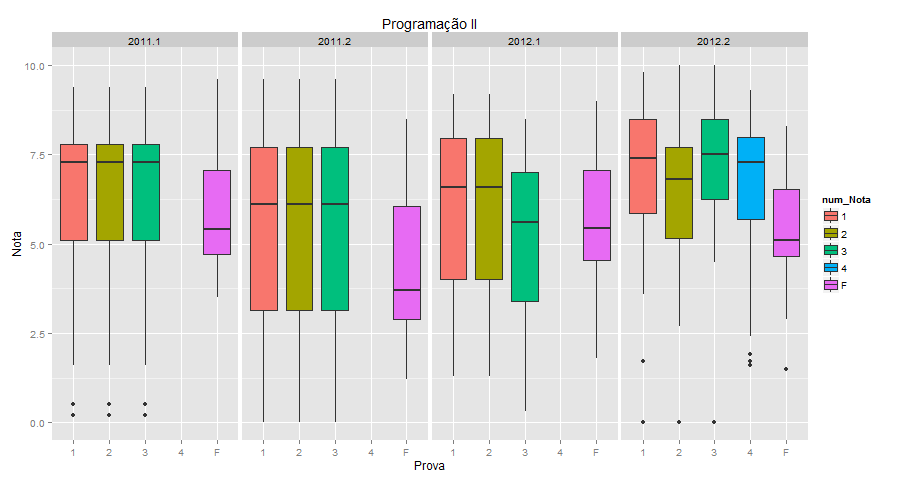 Programação II
2011.1 2011.2 2012.1 2012.2
10.0
7.5
5.0
2.5
0.0
Nota
1 2 3 4 F 1 2 3 4 F 1 2 3 4 F 1 2 3 4 F
Prova
num_Nota
1
2
3
4
F